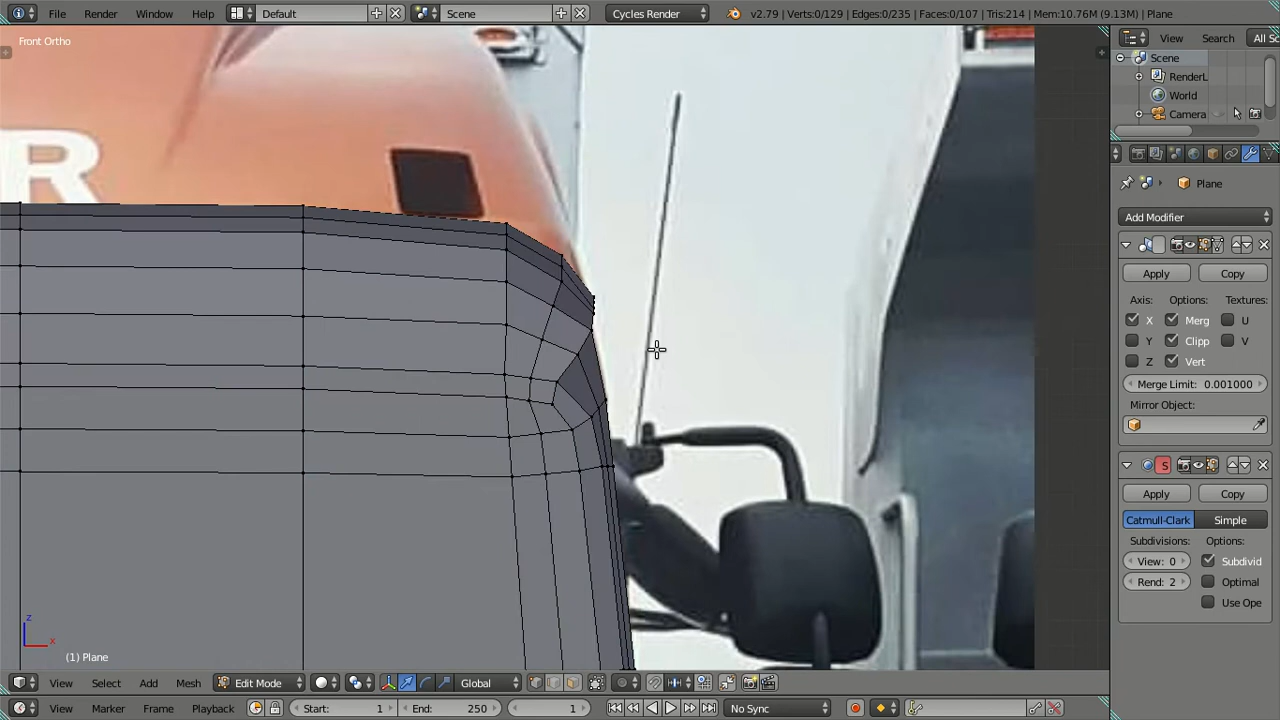 File Render Window Help Default Scene Cycles Render v2.79 | Verts:0/129 | Edges:0/235 | Faces:0/107 | Tris:214 | Mem:10.76M (9.13M) | Plane
Front Ortho
View Search All Sc
Scene
RenderL
World
Camera
R
Plane
Add Modifier
Apply Copy
Axis: Options: Textures:
X Merg U
Y Clipp V
Z Vert
Merge Limit: 0.001000
Mirror Object:
S
Apply Copy
Catmull-Clark Simple
Subdivisions: Options:
View: 0 Subdivid
Rend: 2 Optimal
Use Ope
z
x
(1) Plane
View Select Add Mesh Edit Mode Global
View Marker Frame Playback Start: 1 End: 250 1 No Sync